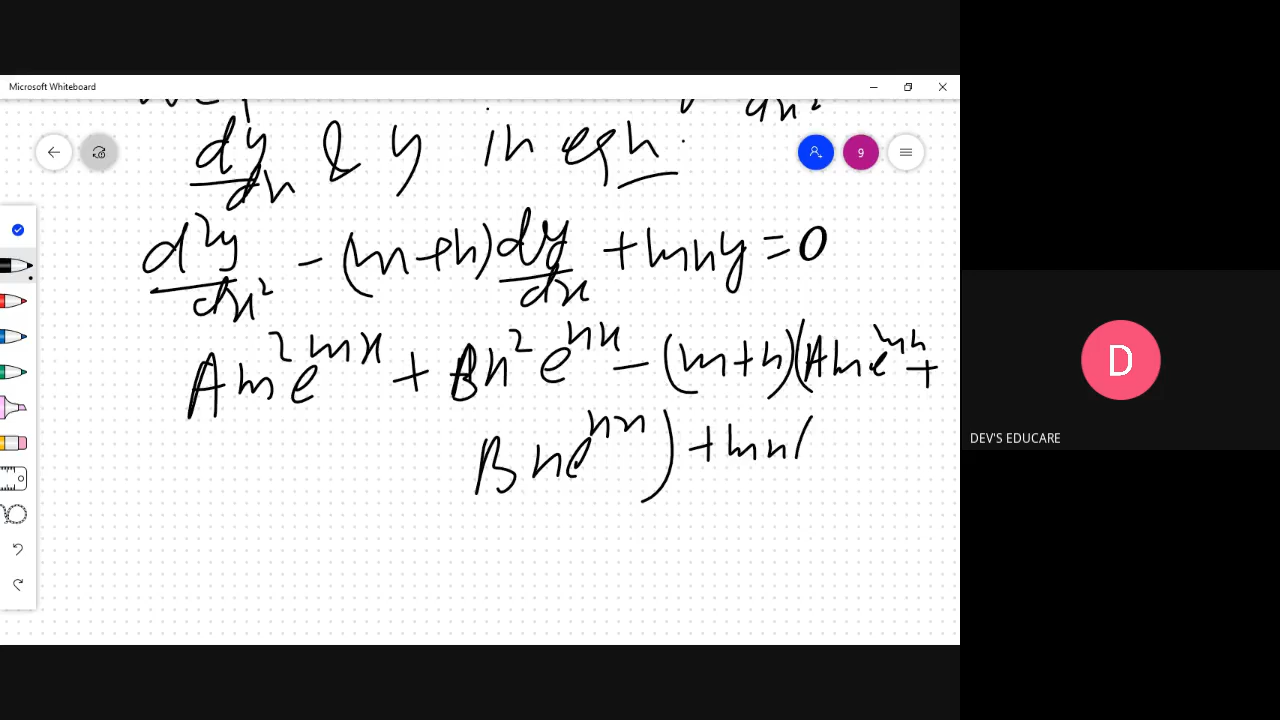 Microsoft Whiteboard
dy/dx & y in eqn.
9
d²y/dx² - (m+n) dy/dx + mny = 0
Am²e^mx + Bn²e^nx - (m+n)(Ame^mx +
Bne^nx) + mn(
D
DEV'S EDUCARE